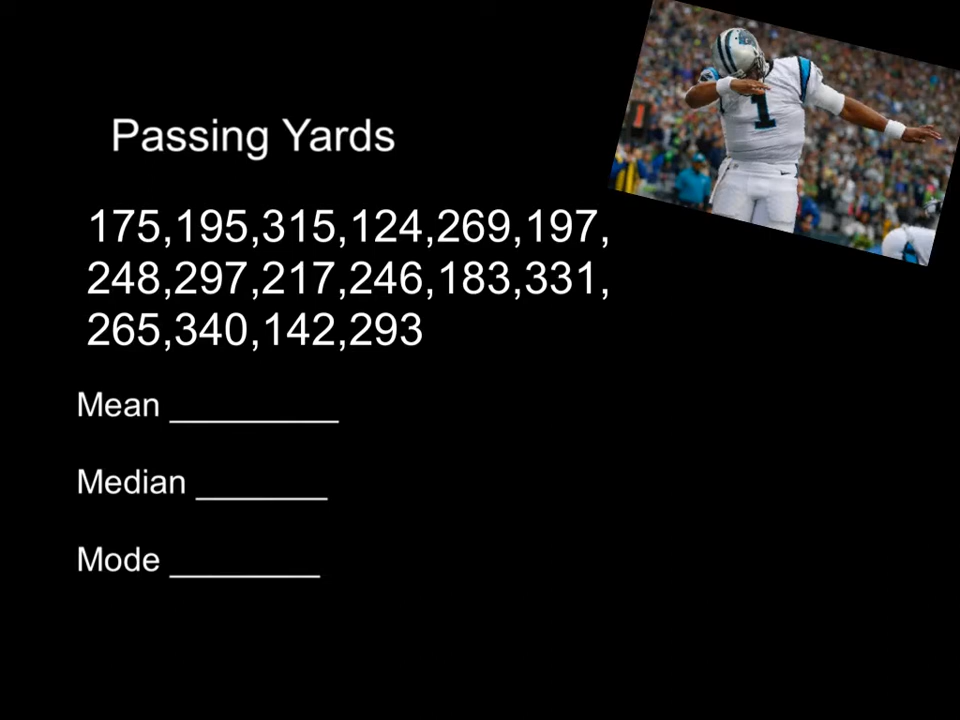 Passing Yards
175,195,315,124,269,197,
248,297,217,246,183,331,
265,340,142,293
Mean _________
Median _______
Mode ________
1